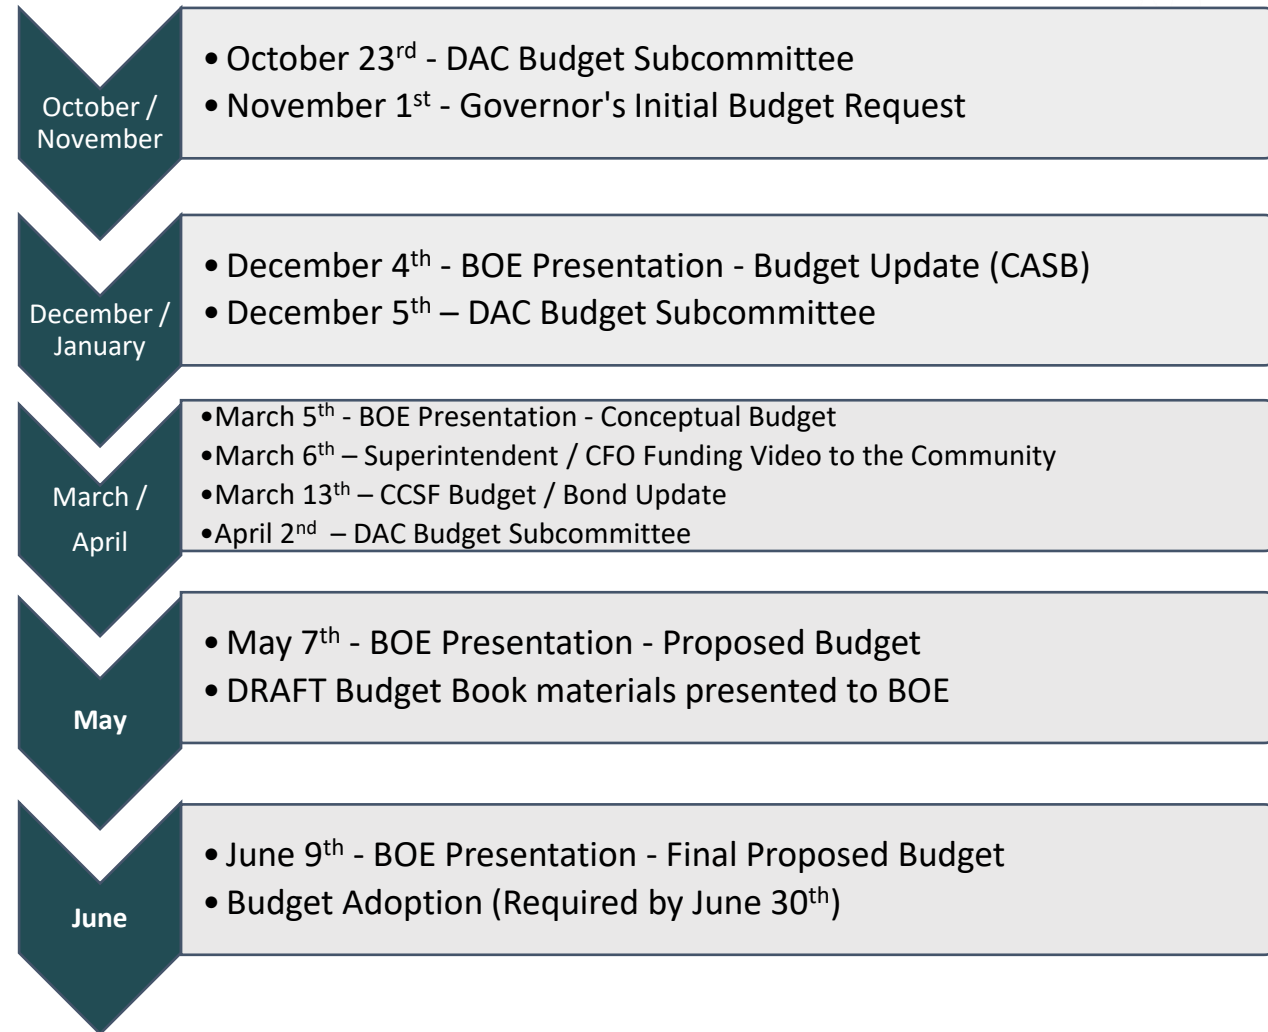 October /
November
• October 23rd - DAC Budget Subcommittee
• November 1st - Governor's Initial Budget Request
December /
January
• December 4th - BOE Presentation - Budget Update (CASB)
• December 5th – DAC Budget Subcommittee
March /
April
•March 5th - BOE Presentation - Conceptual Budget
•March 6th – Superintendent / CFO Funding Video to the Community
•March 13th – CCSF Budget / Bond Update
•April 2nd – DAC Budget Subcommittee
May
• May 7th - BOE Presentation - Proposed Budget
• DRAFT Budget Book materials presented to BOE
June
• June 9th - BOE Presentation - Final Proposed Budget
• Budget Adoption (Required by June 30th)